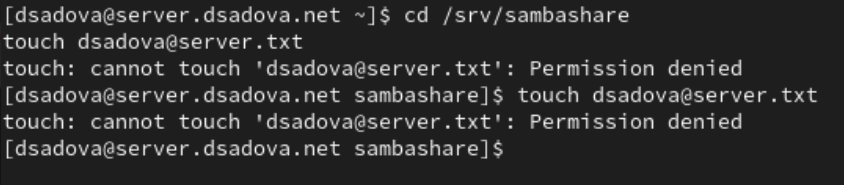 [dsadova@server.dsadova.net ~]$ cd /srv/sambashare
touch dsadova@server.txt
touch: cannot touch 'dsadova@server.txt': Permission denied
[dsadova@server.dsadova.net sambashare]$ touch dsadova@server.txt
touch: cannot touch 'dsadova@server.txt': Permission denied
[dsadova@server.dsadova.net sambashare]$